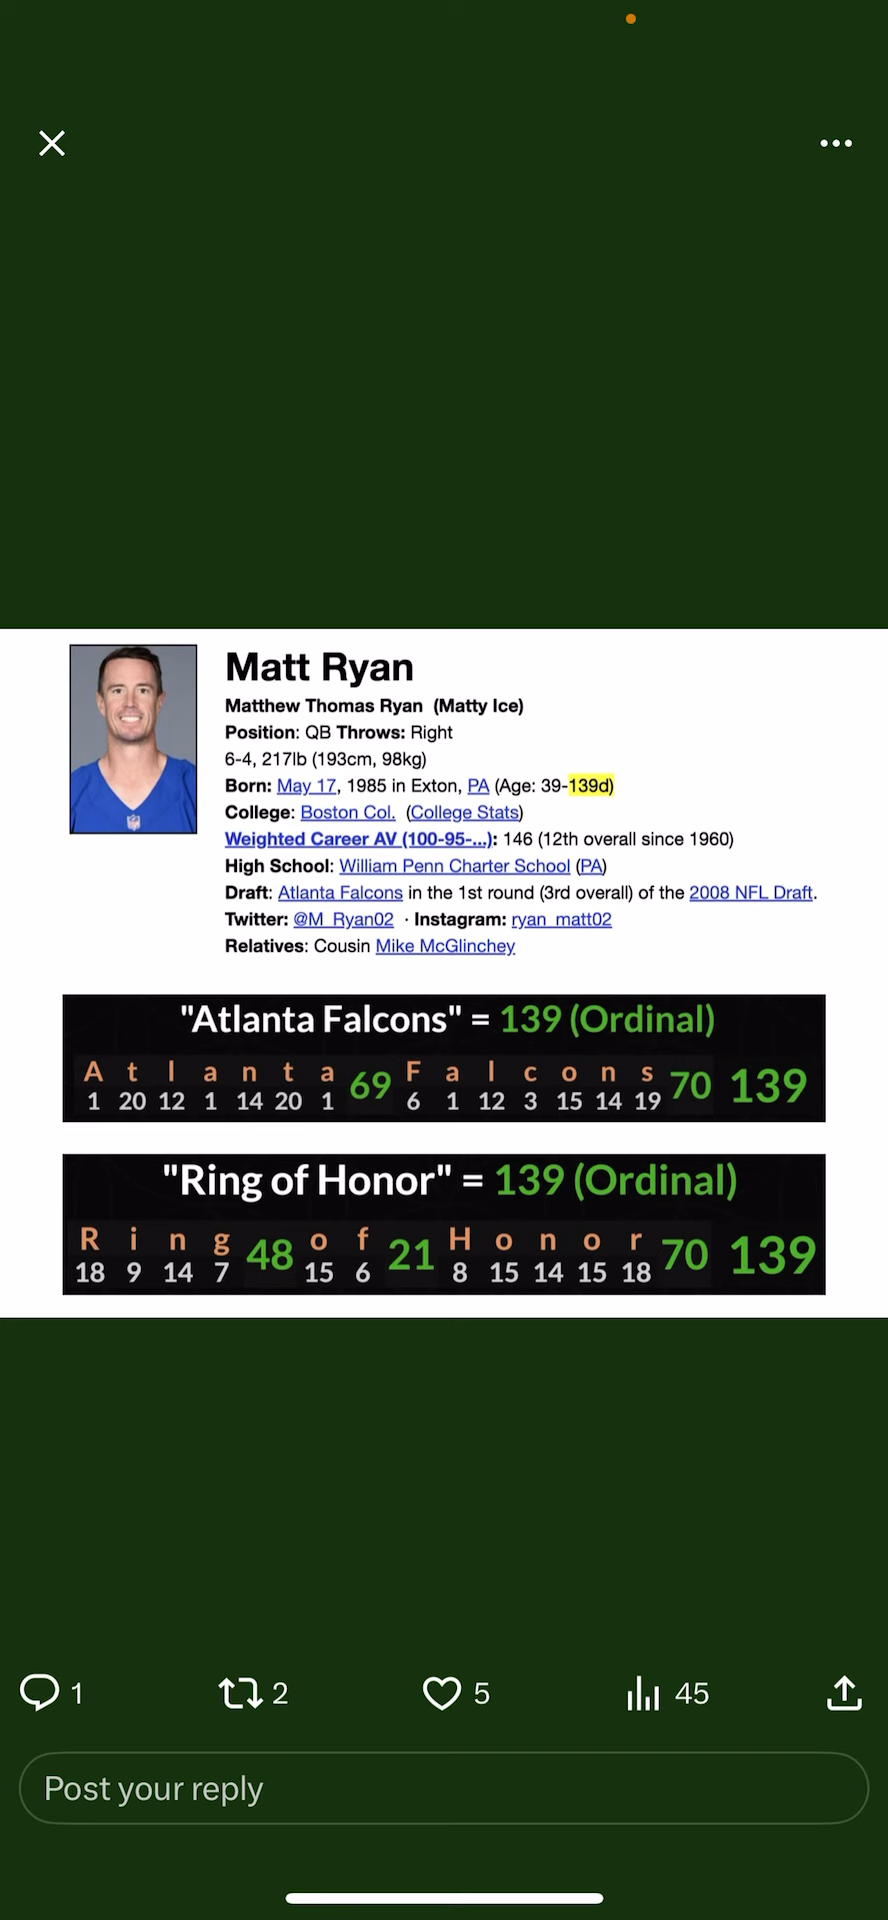 Matt Ryan
Matthew Thomas Ryan (Matty Ice)
Position: QB Throws: Right
6-4, 217lb (193cm, 98kg)
Born: May 17, 1985 in Exton, PA (Age: 39-139d)
College: Boston Col. (College Stats)
Weighted Career AV (100-95-...): 146 (12th overall since 1960)
High School: William Penn Charter School (PA)
Draft: Atlanta Falcons in the 1st round (3rd overall) of the 2008 NFL Draft.
Twitter: @M_Ryan02 · Instagram: ryan_matt02
Relatives: Cousin Mike McGlinchey
"Atlanta Falcons" = 139 (Ordinal)
A t l a n t a 69 F a l c o n s 70 139
1 20 12 1 14 20 1 6 1 12 3 15 14 19
"Ring of Honor" = 139 (Ordinal)
R i n g 48 o f 21 H o n o r 70 139
18 9 14 7 15 6 8 15 14 15 18
1 2 5 45
Post your reply